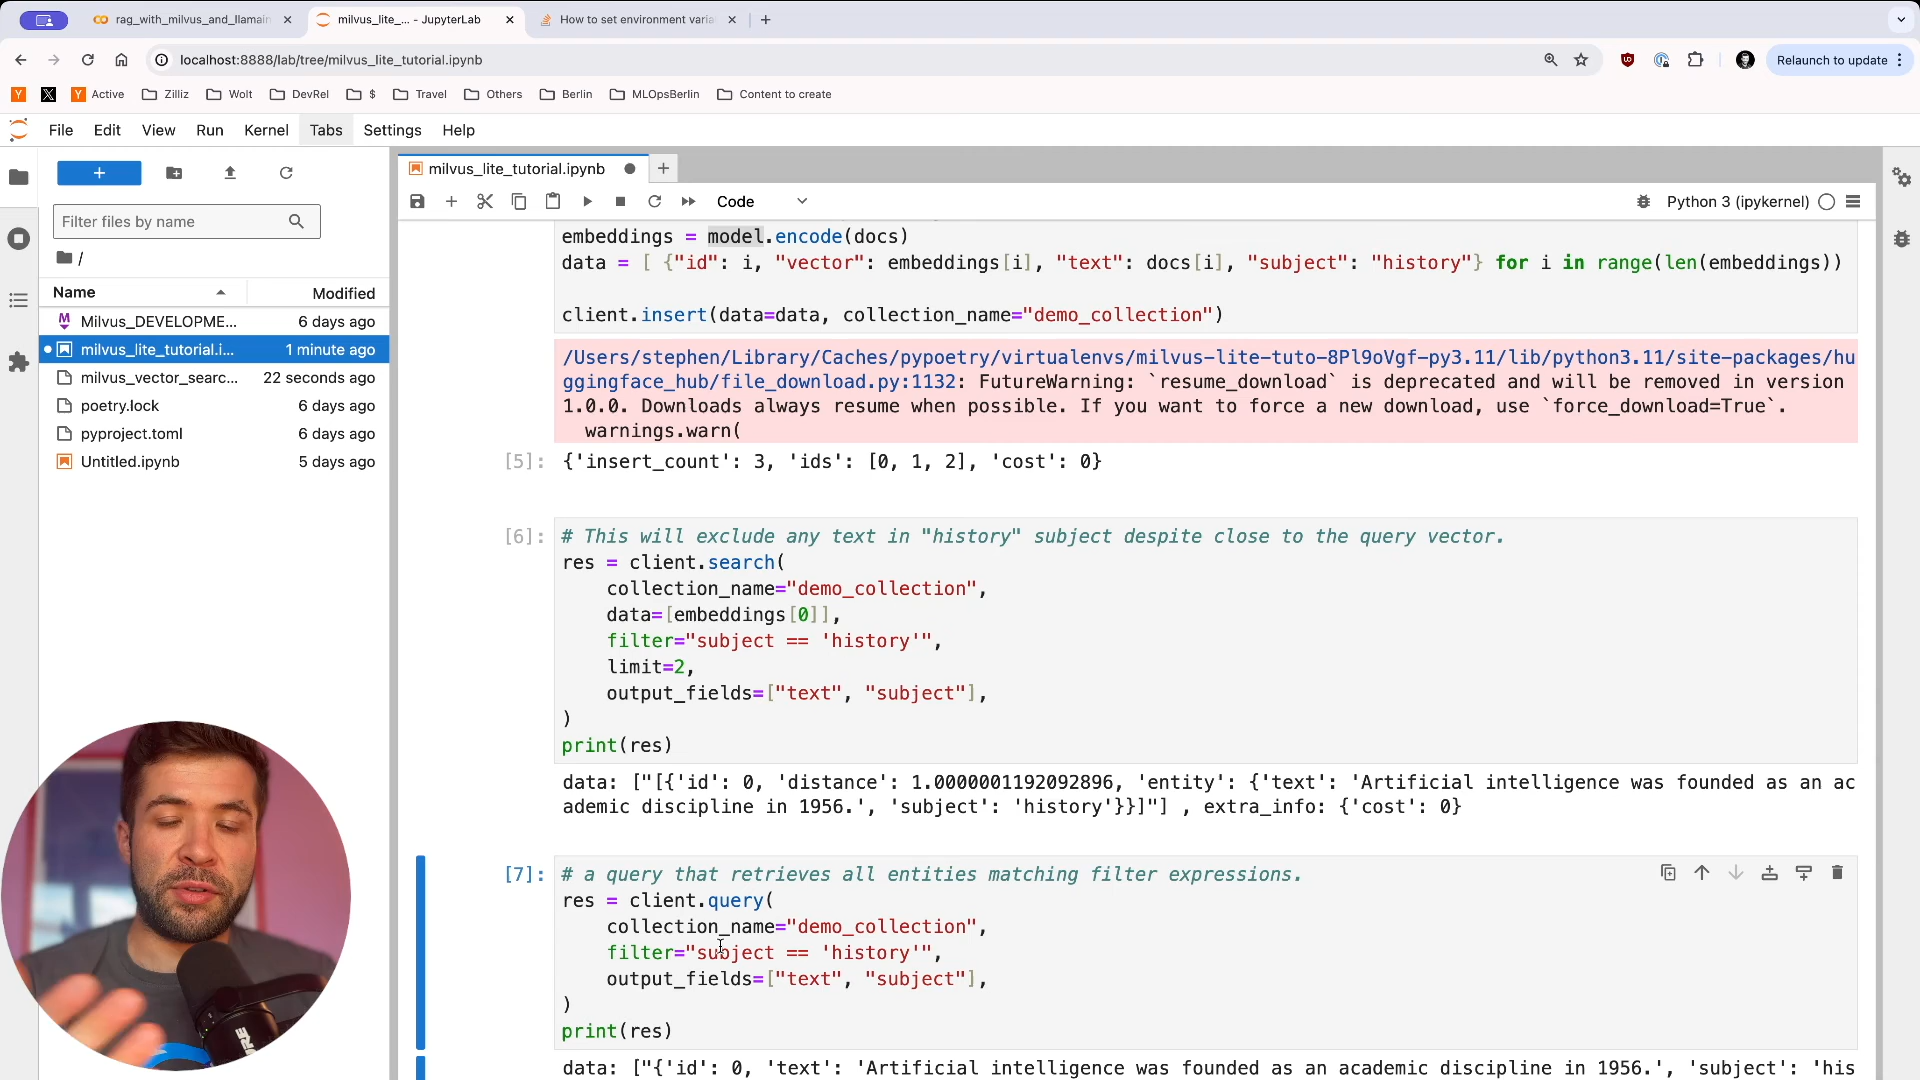 rag_with_milvus_and_llamain
milvus_lite_... - JupyterLab
How to set environment varia
localhost:8888/lab/tree/milvus_lite_tutorial.ipynb
Relaunch to update
Active
Zilliz
Wolt
DevRel
$
Travel
Others
Berlin
MLOpsBerlin
Content to create
File
Edit
View
Run
Kernel
Tabs
Settings
Help
milvus_lite_tutorial.ipynb
Code
Python 3 (ipykernel)
Filter files by name
/
Name
Modified
Milvus_DEVELOPME...
6 days ago
milvus_lite_tutorial.i...
1 minute ago
milvus_vector_searc...
22 seconds ago
poetry.lock
6 days ago
pyproject.toml
6 days ago
Untitled.ipynb
5 days ago
embeddings = model.encode(docs)
data = [ {"id": i, "vector": embeddings[i], "text": docs[i], "subject": "history"} for i in range(len(embeddings))
client.insert(data=data, collection_name="demo_collection")
/Users/stephen/Library/Caches/pypoetry/virtualenvs/milvus-lite-tuto-8Pl9oVgf-py3.11/lib/python3.11/site-packages/hu
ggingface_hub/file_download.py:1132: FutureWarning: `resume_download` is deprecated and will be removed in version
1.0.0. Downloads always resume when possible. If you want to force a new download, use `force_download=True`.
warnings.warn(
[5]: {'insert_count': 3, 'ids': [0, 1, 2], 'cost': 0}
[6]: # This will exclude any text in "history" subject despite close to the query vector.
res = client.search(
collection_name="demo_collection",
data=[embeddings[0]],
filter="subject == 'history'",
limit=2,
output_fields=["text", "subject"],
)
print(res)
data: ["[{'id': 0, 'distance': 1.0000001192092896, 'entity': {'text': 'Artificial intelligence was founded as an ac
ademic discipline in 1956.', 'subject': 'history'}}]"] , extra_info: {'cost': 0}
[7]: # a query that retrieves all entities matching filter expressions.
res = client.query(
collection_name="demo_collection",
filter="subject == 'history'",
output_fields=["text", "subject"],
)
print(res)
data: ["{'id': 0, 'text': 'Artificial intelligence was founded as an academic discipline in 1956.', 'subject': 'his